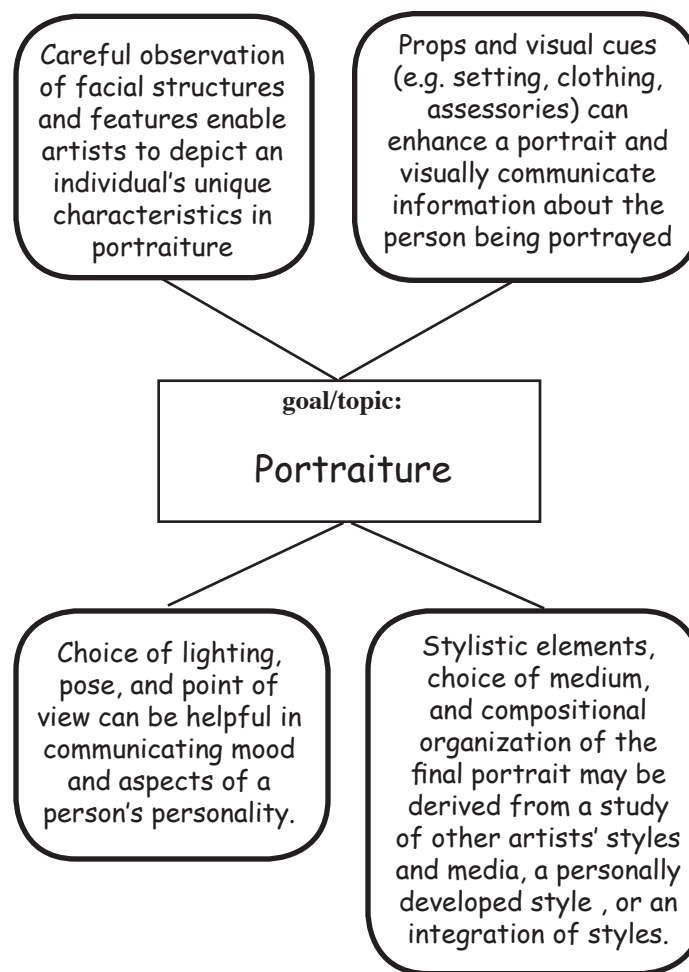 Careful observation
of facial structures
and features enable
artists to depict an
individual's unique
characteristics in
portraiture
Props and visual cues
(e.g. setting, clothing,
assessories) can
enhance a portrait and
visually communicate
information about the
person being portrayed
goal/topic:
Portraiture
Choice of lighting,
pose, and point of
view can be helpful in
communicating mood
and aspects of a
person's personality.
Stylistic elements,
choice of medium,
and compositional
organization of the
final portrait may be
derived from a study
of other artists' styles
and media, a personally
developed style , or an
integration of styles.